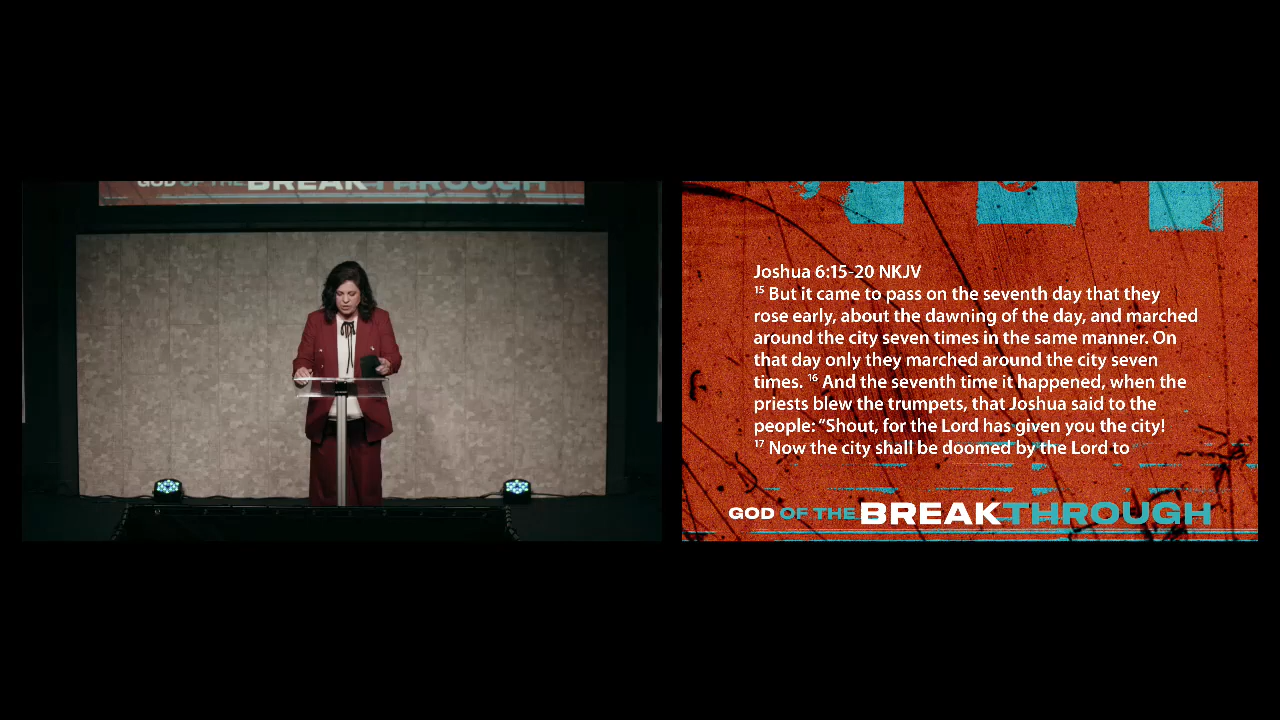 GOD OF THE BREAKTHROUGH
Joshua 6:15-20 NKJV
15 But it came to pass on the seventh day that they
rose early, about the dawning of the day, and marched
around the city seven times in the same manner. On
that day only they marched around the city seven
times. 16 And the seventh time it happened, when the
priests blew the trumpets, that Joshua said to the
people: “Shout, for the Lord has given you the city!
17 Now the city shall be doomed by the Lord to
GOD OF THE BREAKTHROUGH